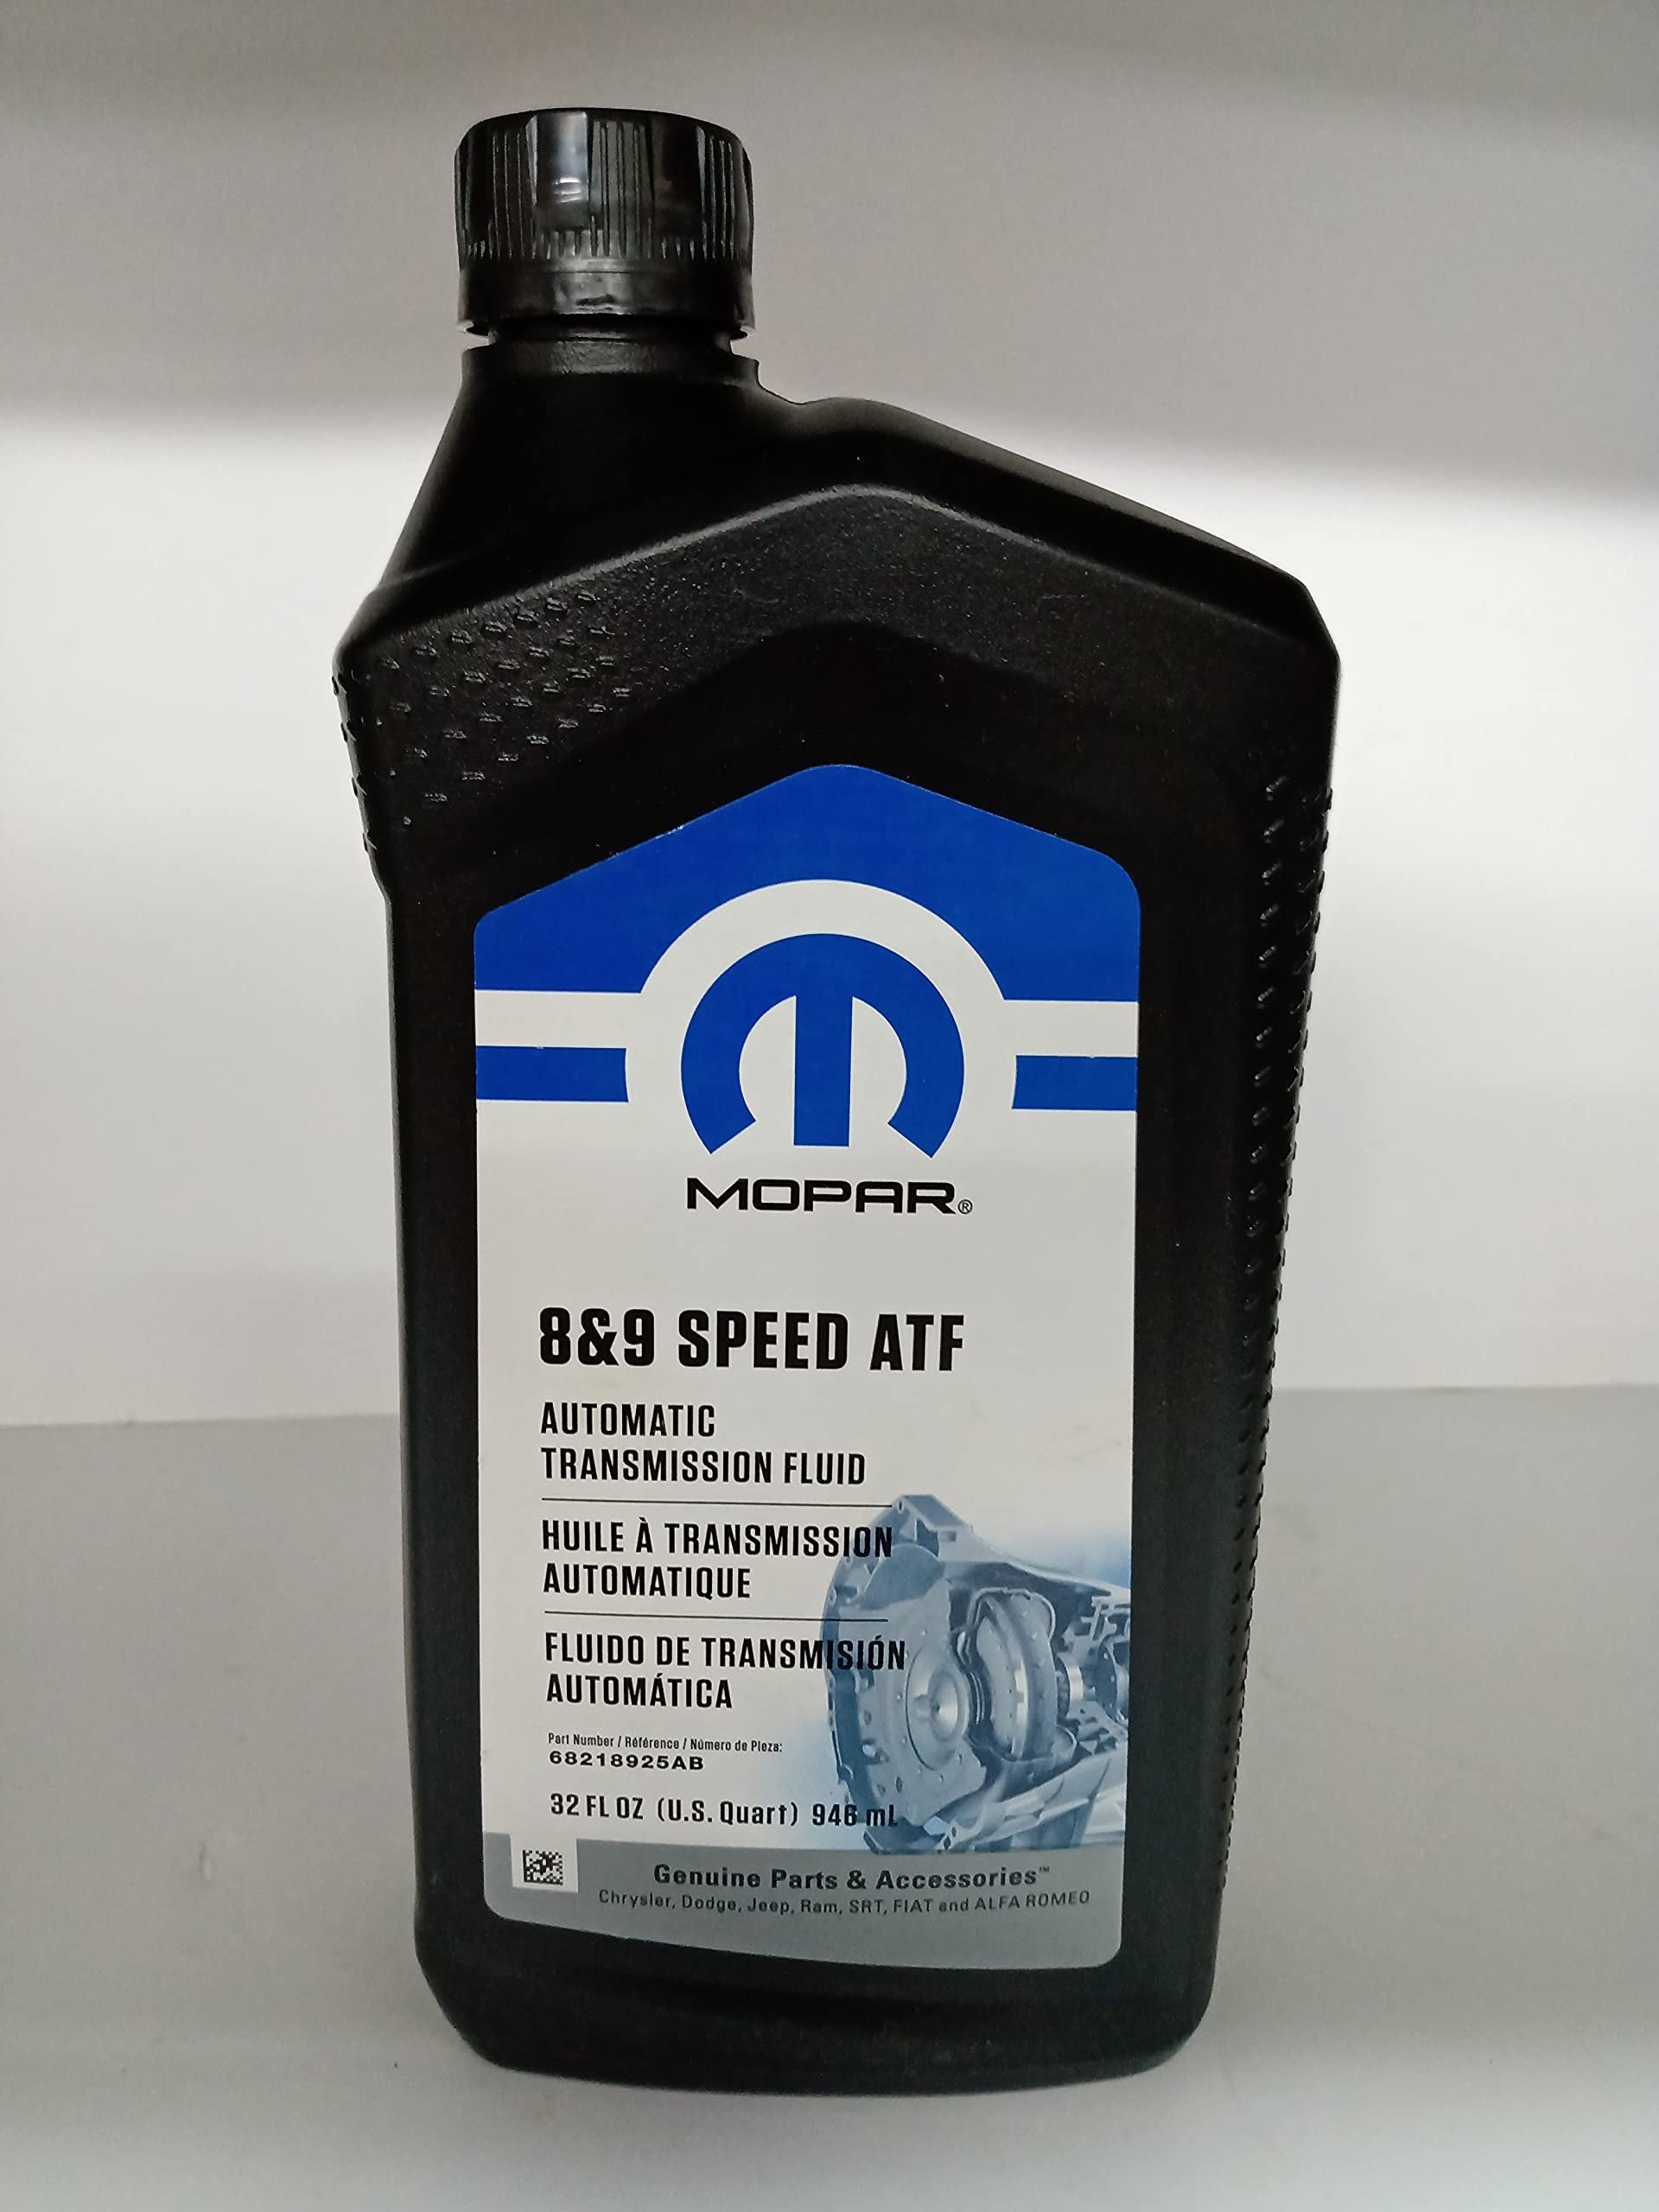 MOPAR®
8&9 SPEED ATF
AUTOMATIC
TRANSMISSION FLUID
HUILE À TRANSMISSION
AUTOMATIQUE
FLUIDO DE TRANSMISIÓN
AUTOMÁTICA
Part Number / Référence / Número de Pieza:
68218925AB
32 FL OZ (U.S. Quart) 946 mL
Genuine Parts & Accessories™
Chrysler, Dodge, Jeep, Ram, SRT, FIAT and ALFA ROMEO